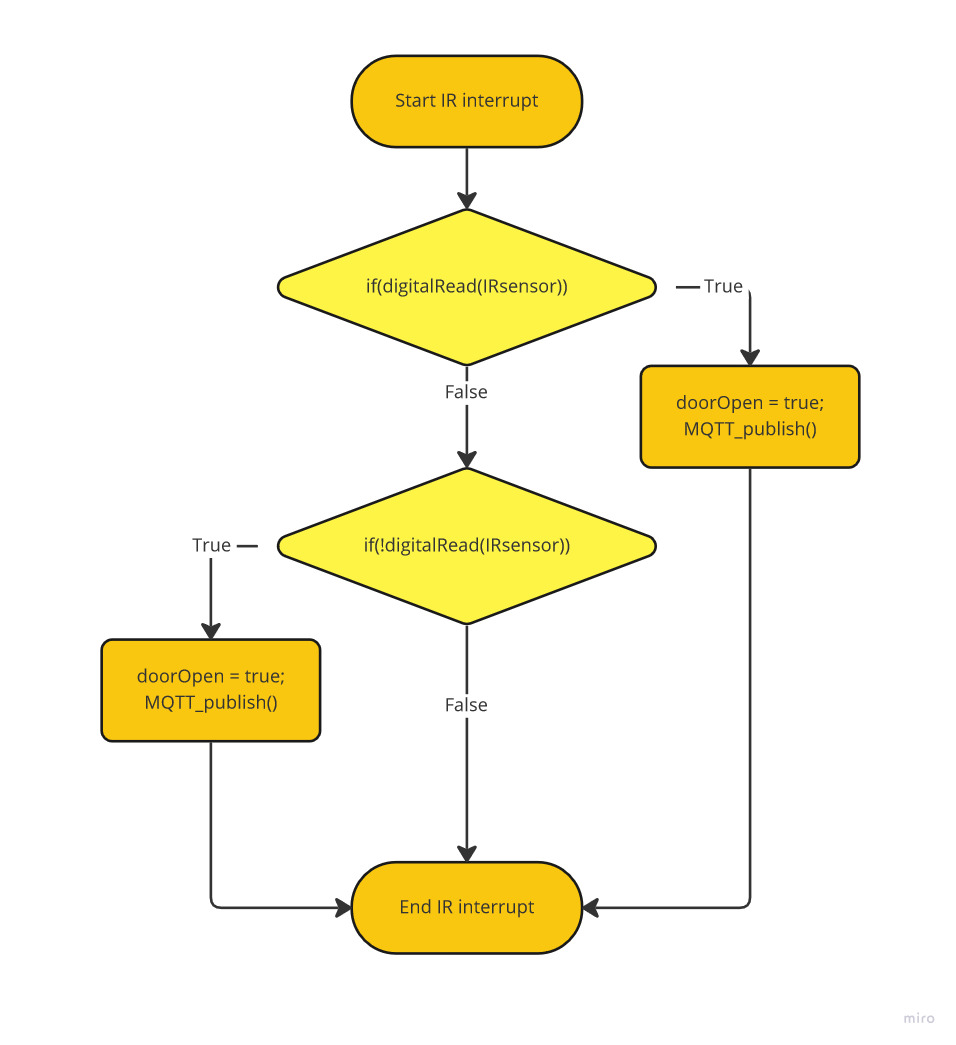 Start IR interrupt
if(digitalRead(IRsensor))
True
False
doorOpen = true;
MQTT_publish()
if(!digitalRead(IRsensor))
True
doorOpen = true;
MQTT_publish()
False
End IR interrupt
miro